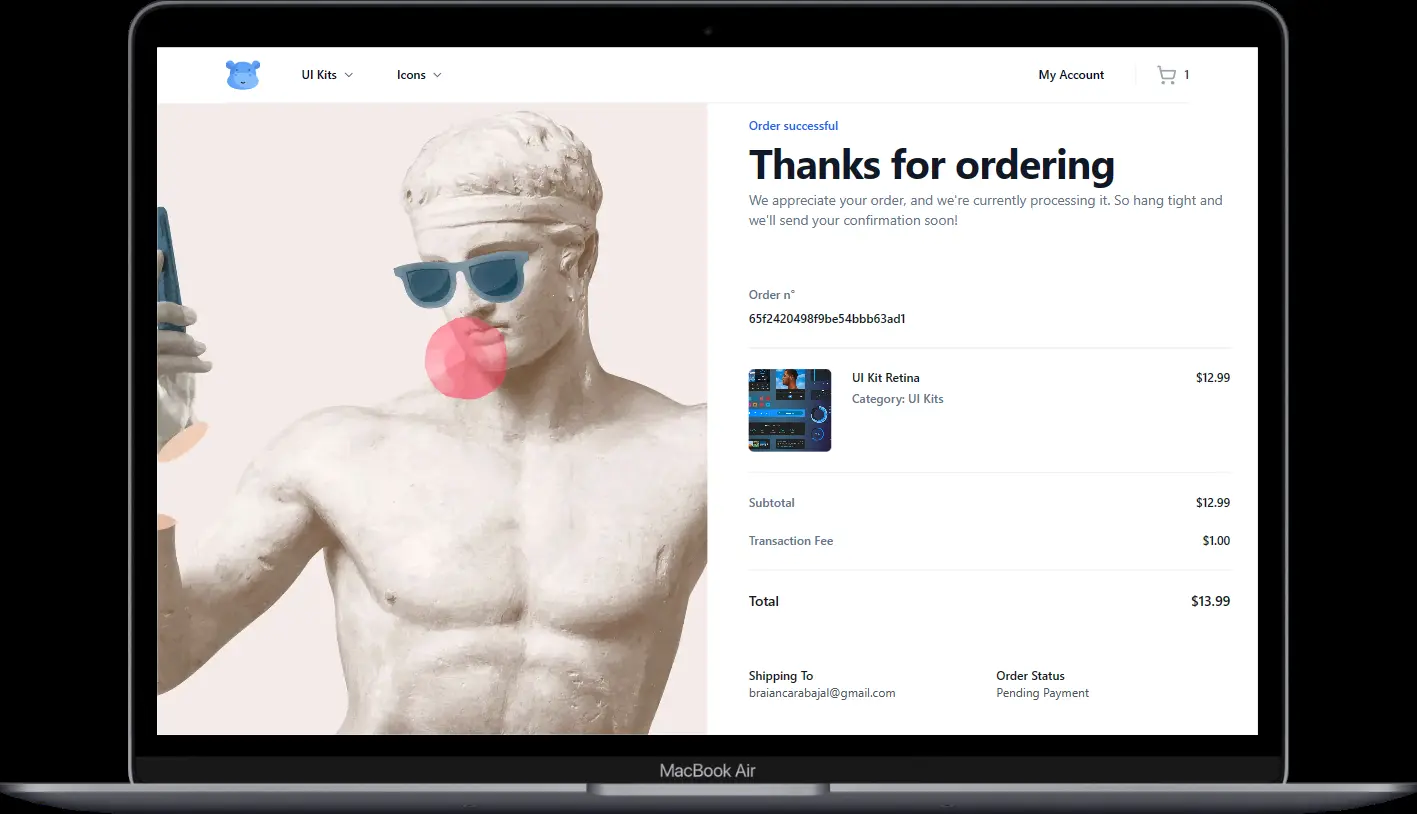 UI Kits
Icons
My Account
1
Order successful
Thanks for ordering
We appreciate your order, and we're currently processing it. So hang tight and
we'll send your confirmation soon!
Order n°
65f2420498f9be54bbb63ad1
UI Kit Retina
$12.99
Category: UI Kits
Subtotal
$12.99
Transaction Fee
$1.00
Total
$13.99
Shipping To
Order Status
braiancarabajal@gmail.com
Pending Payment
MacBook Air